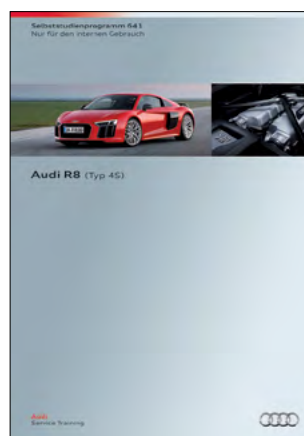 Selbststudienprogramm 641
Nur für den internen Gebrauch
Audi R8 (Typ 4S)
Audi
Service Training